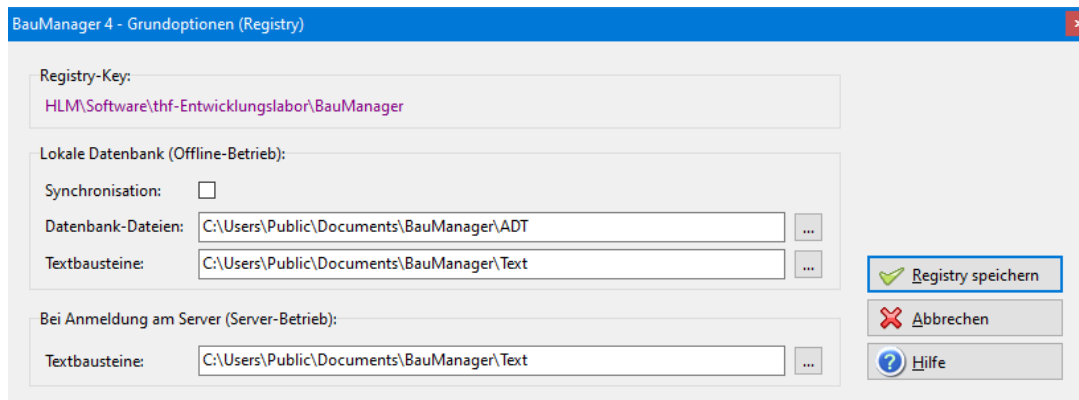 BauManager 4 - Grundoptionen (Registry)
Registry-Key:
HLM\Software\thf-Entwicklungslabor\BauManager
Lokale Datenbank (Offline-Betrieb):
Synchronisation:
Datenbank-Dateien: C:\Users\Public\Documents\BauManager\ADT ...
Textbausteine: C:\Users\Public\Documents\BauManager\Text ...
Registry speichern
Bei Anmeldung am Server (Server-Betrieb):
Abbrechen
Textbausteine: C:\Users\Public\Documents\BauManager\Text ...
Hilfe